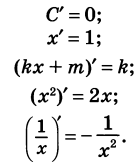 C′ = 0;
x′ = 1;
(kx + m)′ = k;
(x²)′ = 2x;
(1/x)′ = −1/x².